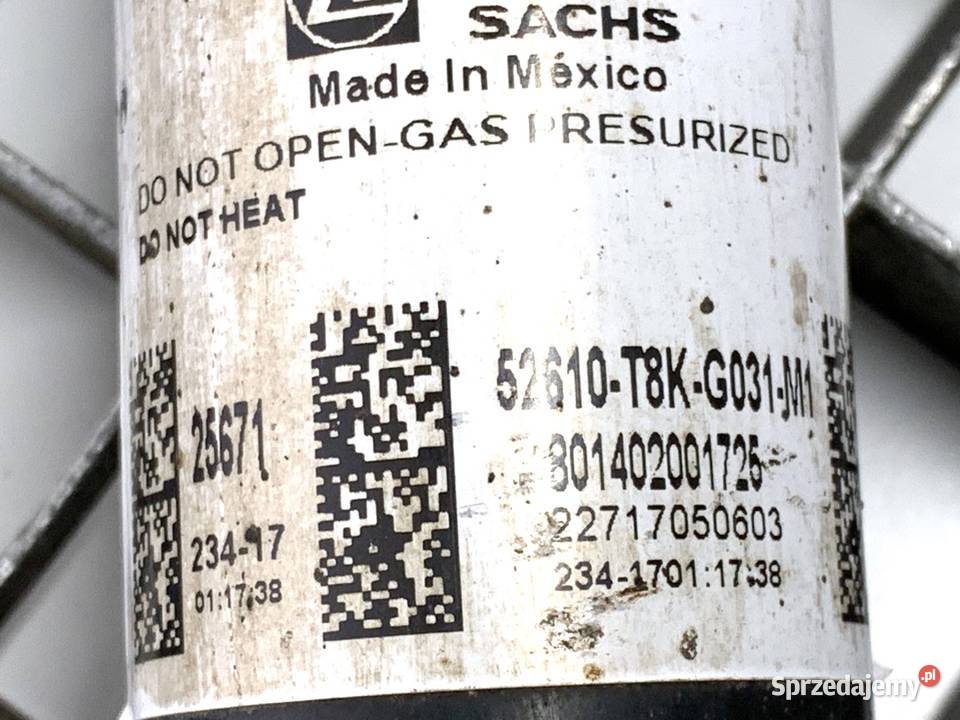 SACHS
Made In México
DO NOT OPEN-GAS PRESURIZED
DO NOT HEAT
25671
234-17
01:17:38
52610-T8K-G031-M1
801402001725
22717050603
234-1701:17:38
Sprzedajemy.pl